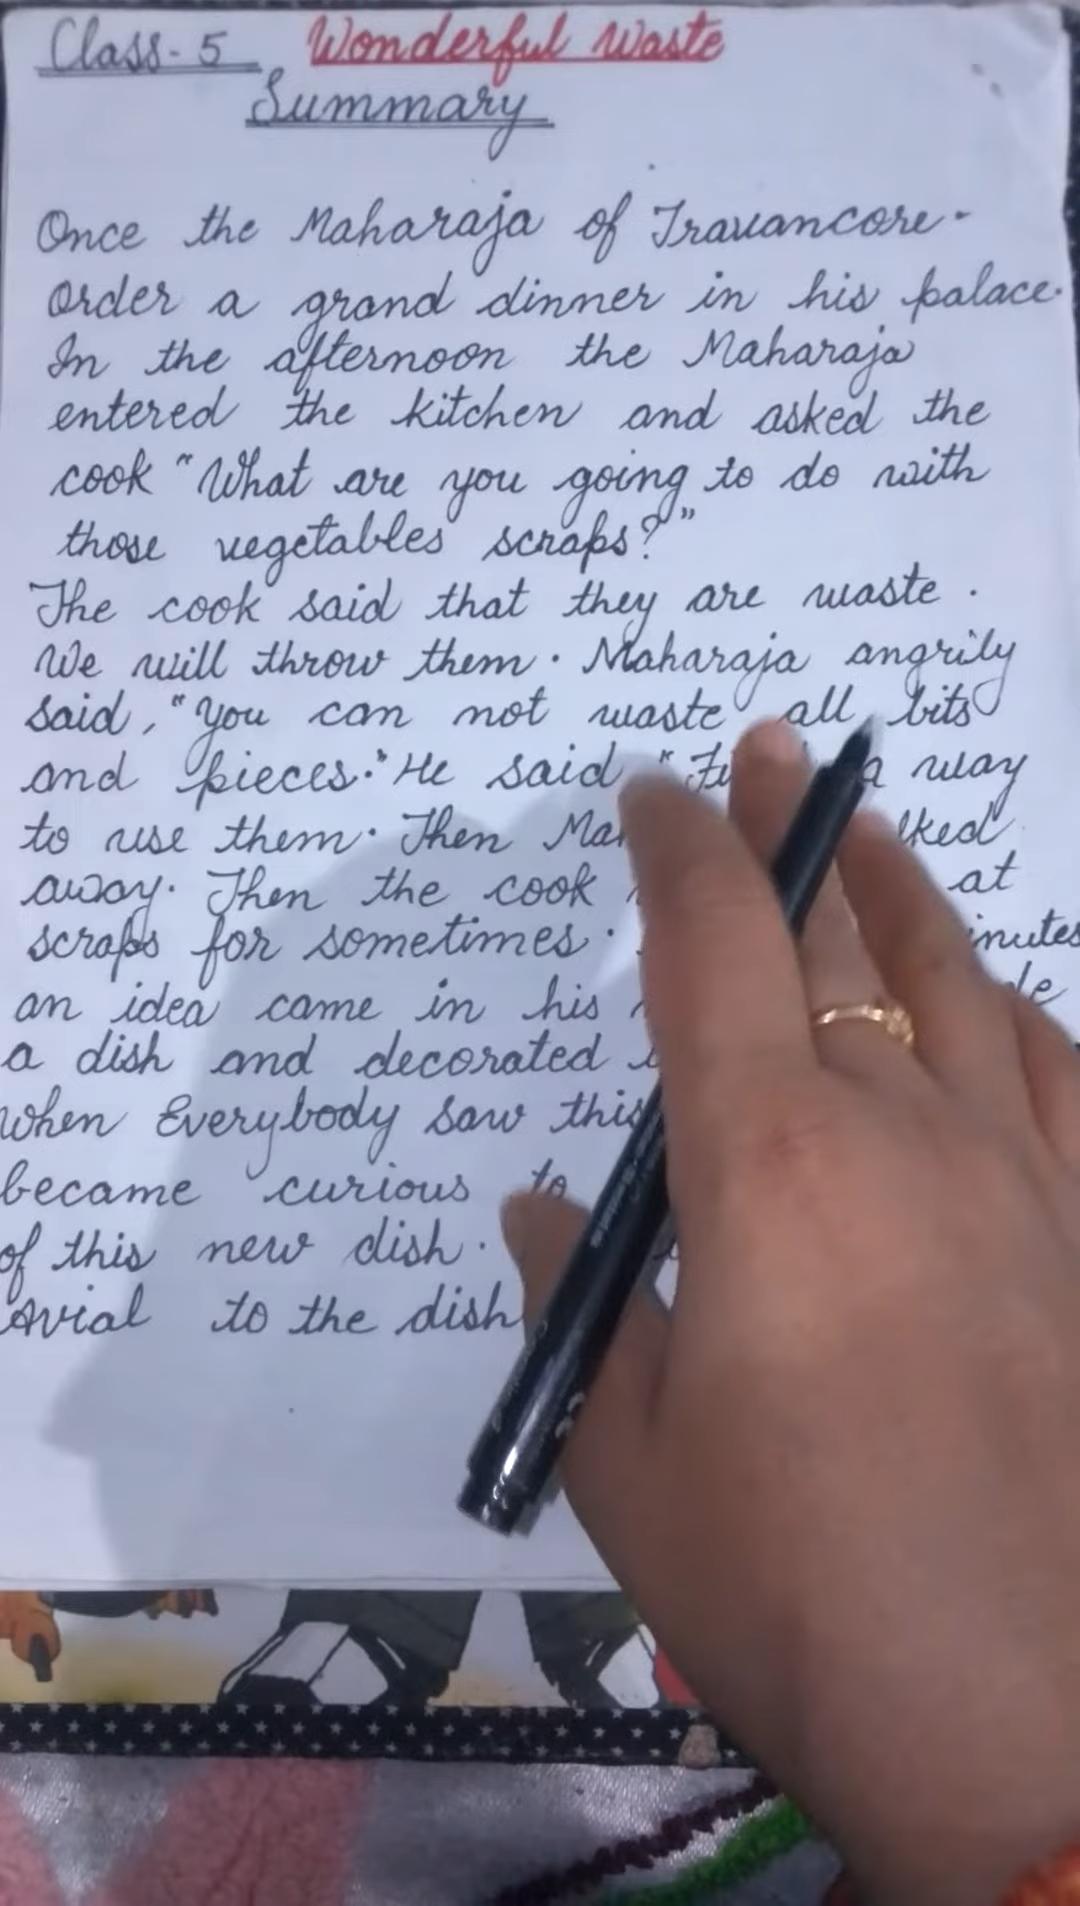 Class-5 Wonderful Waste
Summary
Once the Maharaja of Travancore.
Order a grand dinner in his palace.
In the afternoon the Maharaja
entered the kitchen and asked the
cook "What are you going to do with
those vegetables scraps?"
The cook said that they are waste.
We will throw them. Maharaja angrily
said, "You can not waste all bits
and pieces." He said " a way
to use them. Then
away. Then the cook at
scraps for sometimes.
an idea came in his
a dish and decorated
when Everybody saw this
became curious to
of this new dish.
Avial to the dish